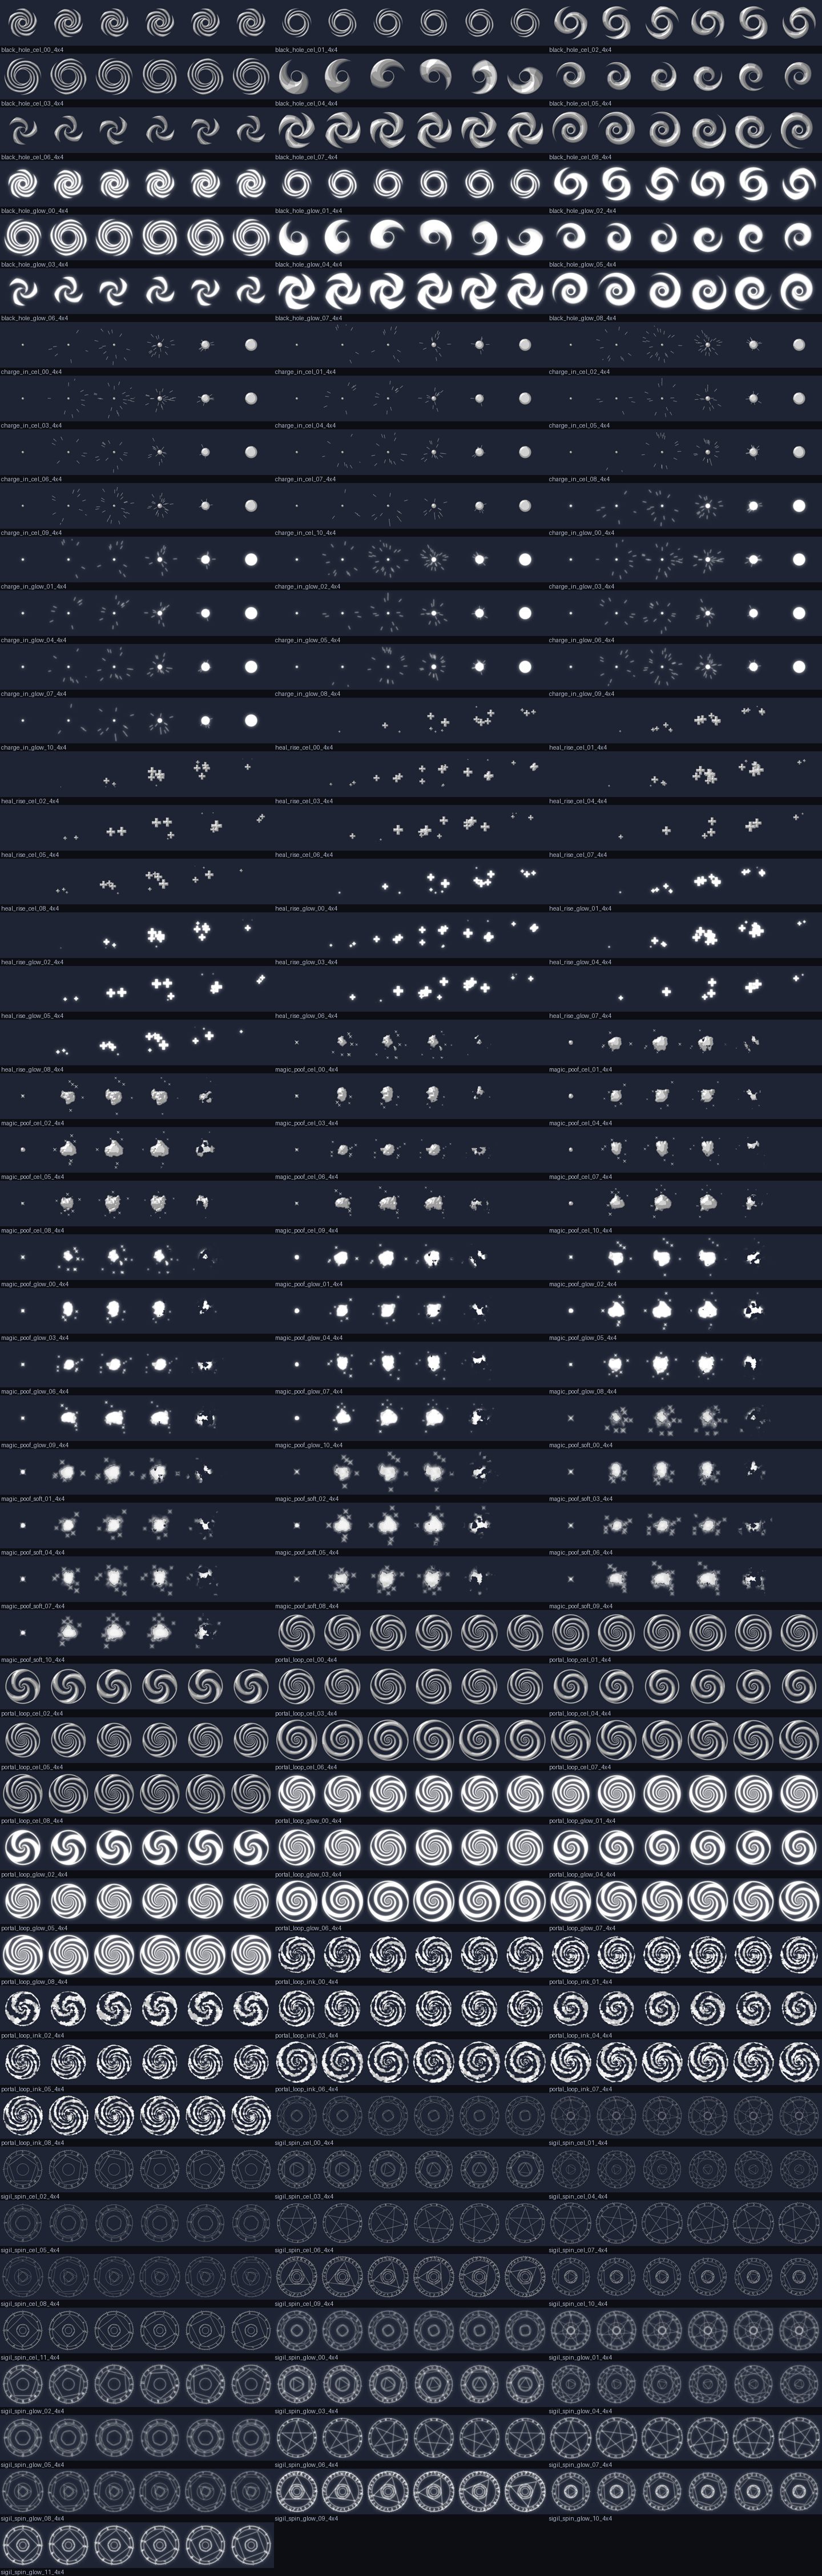 black_hole_cel_00_4x4 black_hole_cel_01_4x4 black_hole_cel_02_4x4
black_hole_cel_03_4x4 black_hole_cel_04_4x4 black_hole_cel_05_4x4
black_hole_cel_06_4x4 black_hole_cel_07_4x4 black_hole_cel_08_4x4
black_hole_glow_00_4x4 black_hole_glow_01_4x4 black_hole_glow_02_4x4
black_hole_glow_03_4x4 black_hole_glow_04_4x4 black_hole_glow_05_4x4
black_hole_glow_06_4x4 black_hole_glow_07_4x4 black_hole_glow_08_4x4
charge_in_cel_00_4x4 charge_in_cel_01_4x4 charge_in_cel_02_4x4
charge_in_cel_03_4x4 charge_in_cel_04_4x4 charge_in_cel_05_4x4
charge_in_cel_06_4x4 charge_in_cel_07_4x4 charge_in_cel_08_4x4
charge_in_cel_09_4x4 charge_in_cel_10_4x4 charge_in_glow_00_4x4
charge_in_glow_01_4x4 charge_in_glow_02_4x4 charge_in_glow_03_4x4
charge_in_glow_04_4x4 charge_in_glow_05_4x4 charge_in_glow_06_4x4
charge_in_glow_07_4x4 charge_in_glow_08_4x4 charge_in_glow_09_4x4
charge_in_glow_10_4x4 heal_rise_cel_00_4x4 heal_rise_cel_01_4x4
heal_rise_cel_02_4x4 heal_rise_cel_03_4x4 heal_rise_cel_04_4x4
heal_rise_cel_05_4x4 heal_rise_cel_06_4x4 heal_rise_cel_07_4x4
heal_rise_cel_08_4x4 heal_rise_glow_00_4x4 heal_rise_glow_01_4x4
heal_rise_glow_02_4x4 heal_rise_glow_03_4x4 heal_rise_glow_04_4x4
heal_rise_glow_05_4x4 heal_rise_glow_06_4x4 heal_rise_glow_07_4x4
heal_rise_glow_08_4x4 magic_poof_cel_00_4x4 magic_poof_cel_01_4x4
magic_poof_cel_02_4x4 magic_poof_cel_03_4x4 magic_poof_cel_04_4x4
magic_poof_cel_05_4x4 magic_poof_cel_06_4x4 magic_poof_cel_07_4x4
magic_poof_cel_08_4x4 magic_poof_cel_09_4x4 magic_poof_cel_10_4x4
magic_poof_glow_00_4x4 magic_poof_glow_01_4x4 magic_poof_glow_02_4x4
magic_poof_glow_03_4x4 magic_poof_glow_04_4x4 magic_poof_glow_05_4x4
magic_poof_glow_06_4x4 magic_poof_glow_07_4x4 magic_poof_glow_08_4x4
magic_poof_glow_09_4x4 magic_poof_glow_10_4x4 magic_poof_soft_00_4x4
magic_poof_soft_01_4x4 magic_poof_soft_02_4x4 magic_poof_soft_03_4x4
magic_poof_soft_04_4x4 magic_poof_soft_05_4x4 magic_poof_soft_06_4x4
magic_poof_soft_07_4x4 magic_poof_soft_08_4x4 magic_poof_soft_09_4x4
magic_poof_soft_10_4x4 portal_loop_cel_00_4x4 portal_loop_cel_01_4x4
portal_loop_cel_02_4x4 portal_loop_cel_03_4x4 portal_loop_cel_04_4x4
portal_loop_cel_05_4x4 portal_loop_cel_06_4x4 portal_loop_cel_07_4x4
portal_loop_cel_08_4x4 portal_loop_glow_00_4x4 portal_loop_glow_01_4x4
portal_loop_glow_02_4x4 portal_loop_glow_03_4x4 portal_loop_glow_04_4x4
portal_loop_glow_05_4x4 portal_loop_glow_06_4x4 portal_loop_glow_07_4x4
portal_loop_glow_08_4x4 portal_loop_ink_00_4x4 portal_loop_ink_01_4x4
portal_loop_ink_02_4x4 portal_loop_ink_03_4x4 portal_loop_ink_04_4x4
portal_loop_ink_05_4x4 portal_loop_ink_06_4x4 portal_loop_ink_07_4x4
portal_loop_ink_08_4x4 sigil_spin_cel_00_4x4 sigil_spin_cel_01_4x4
sigil_spin_cel_02_4x4 sigil_spin_cel_03_4x4 sigil_spin_cel_04_4x4
sigil_spin_cel_05_4x4 sigil_spin_cel_06_4x4 sigil_spin_cel_07_4x4
sigil_spin_cel_08_4x4 sigil_spin_cel_09_4x4 sigil_spin_cel_10_4x4
sigil_spin_cel_11_4x4 sigil_spin_glow_00_4x4 sigil_spin_glow_01_4x4
sigil_spin_glow_02_4x4 sigil_spin_glow_03_4x4 sigil_spin_glow_04_4x4
sigil_spin_glow_05_4x4 sigil_spin_glow_06_4x4 sigil_spin_glow_07_4x4
sigil_spin_glow_08_4x4 sigil_spin_glow_09_4x4 sigil_spin_glow_10_4x4
sigil_spin_glow_11_4x4